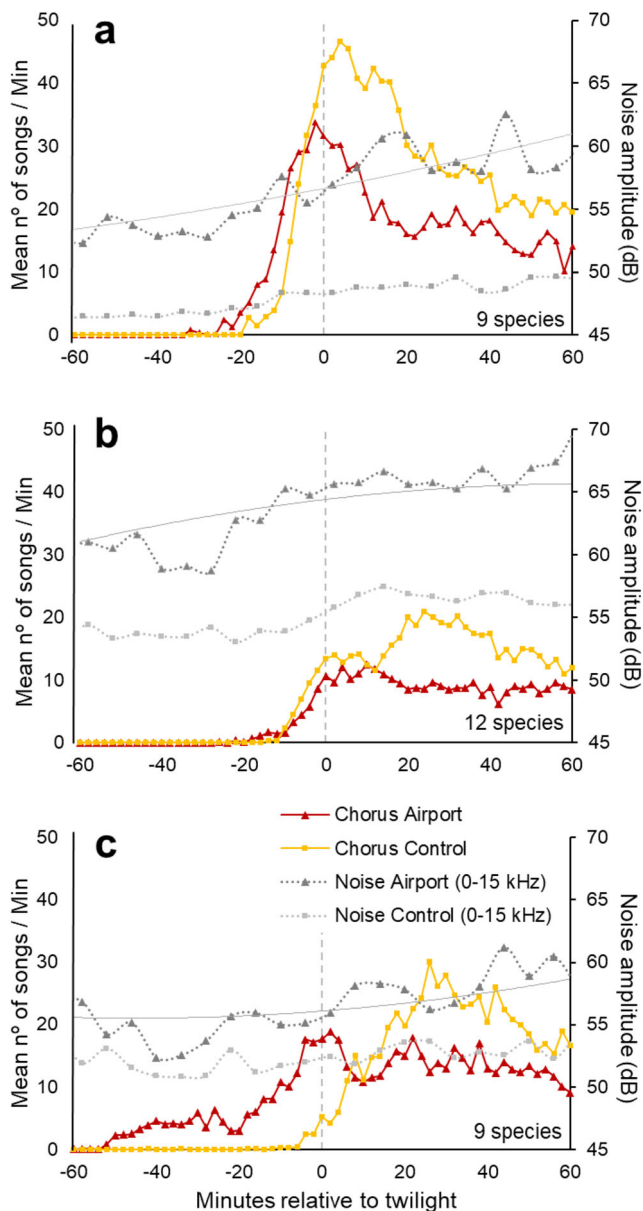 a
50
40
30
20
10
0
Mean nº of songs / Min
70
65
60
55
50
45
Noise amplitude (dB)
9 species
-60 -40 -20 0 20 40 60
b
50
40
30
20
10
0
Mean nº of songs / Min
70
65
60
55
50
45
Noise amplitude (dB)
12 species
-60 -40 -20 0 20 40 60
c
50
40
30
20
10
0
Mean nº of songs / Min
Chorus Airport
Chorus Control
Noise Airport (0-15 kHz)
Noise Control (0-15 kHz)
70
65
60
55
50
45
Noise amplitude (dB)
9 species
-60 -40 -20 0 20 40 60
Minutes relative to twilight